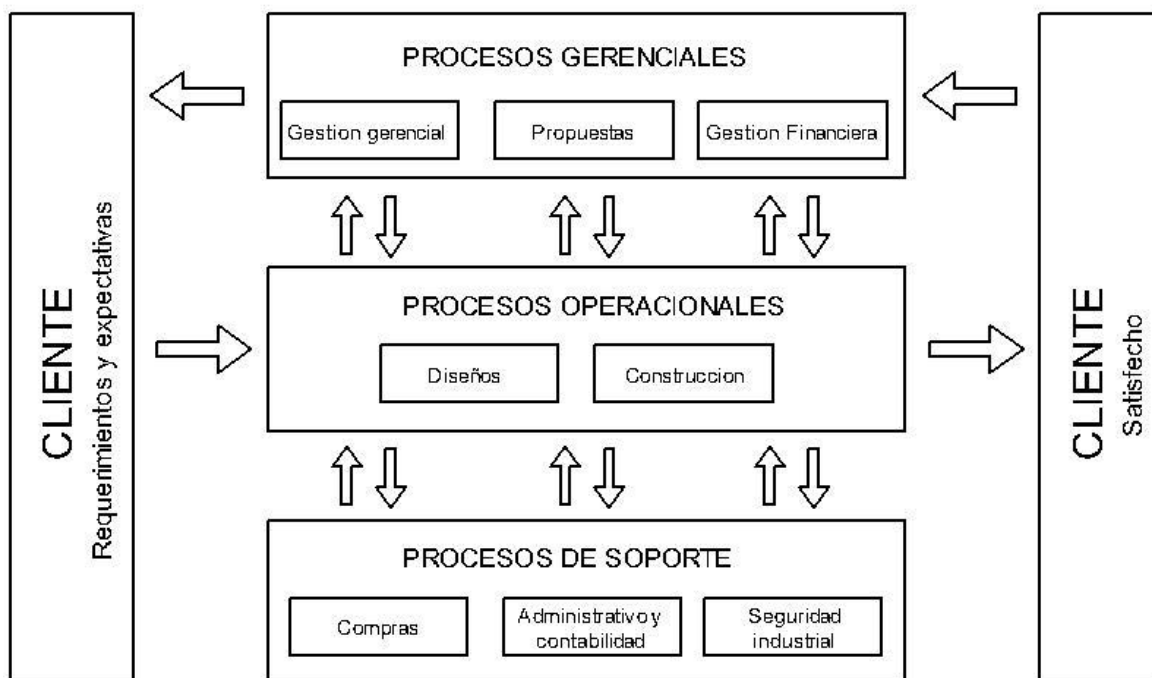 CLIENTE
Requerimientos y expectativas
PROCESOS GERENCIALES
Gestion gerencial
Propuestas
Gestion Financiera
PROCESOS OPERACIONALES
Diseños
Construccion
PROCESOS DE SOPORTE
Compras
Administrativo y
contabilidad
Seguridad
industrial
CLIENTE
Satisfecho